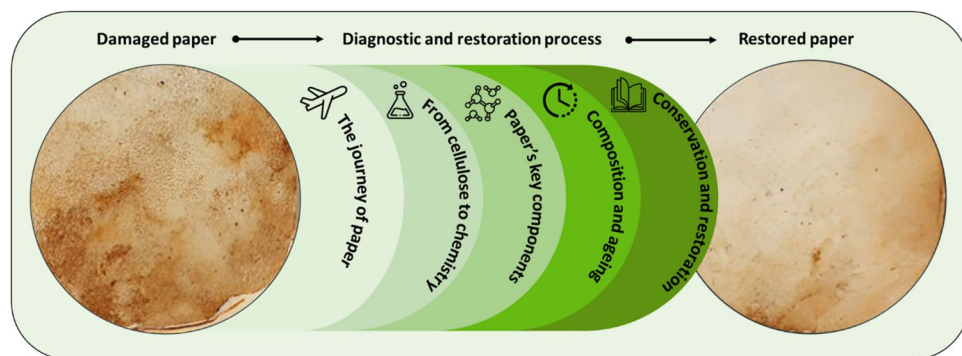 Damaged paper
Diagnostic and restoration process
Restored paper
The journey of paper
From cellulose to chemistry
Paper's key components
Composition and ageing
Conservation and restoration